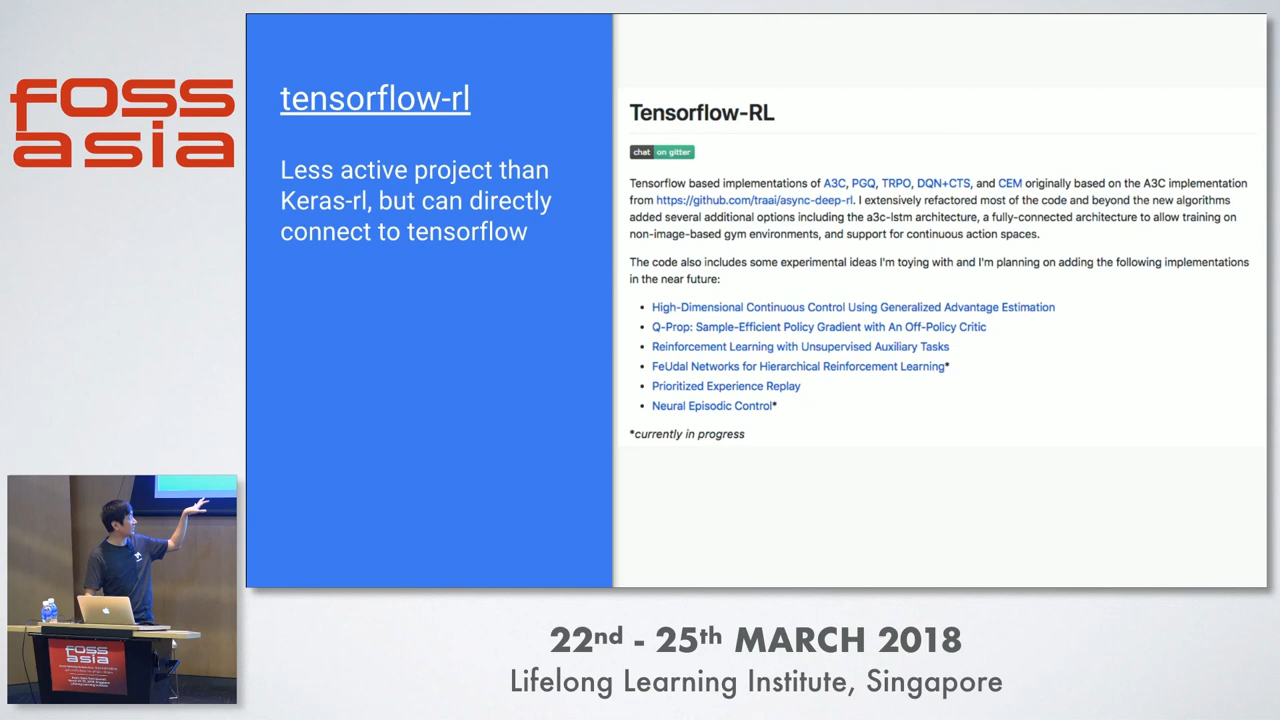 foss
asia
tensorflow-rl
Less active project than
Keras-rl, but can directly
connect to tensorflow
Tensorflow-RL
chat on gitter
Tensorflow based implementations of A3C, PGQ, TRPO, DQN+CTS, and CEM originally based on the A3C implementation
from https://github.com/traai/async-deep-rl. I extensively refactored most of the code and beyond the new algorithms
added several additional options including the a3c-lstm architecture, a fully-connected architecture to allow training on
non-image-based gym environments, and support for continuous action spaces.
The code also includes some experimental ideas I'm toying with and I'm planning on adding the following implementations
in the near future:
• High-Dimensional Continuous Control Using Generalized Advantage Estimation
• Q-Prop: Sample-Efficient Policy Gradient with An Off-Policy Critic
• Reinforcement Learning with Unsupervised Auxiliary Tasks
• FeUdal Networks for Hierarchical Reinforcement Learning*
• Prioritized Experience Replay
• Neural Episodic Control*
*currently in progress
foss
asia
22nd - 25th MARCH 2018
Lifelong Learning Institute, Singapore